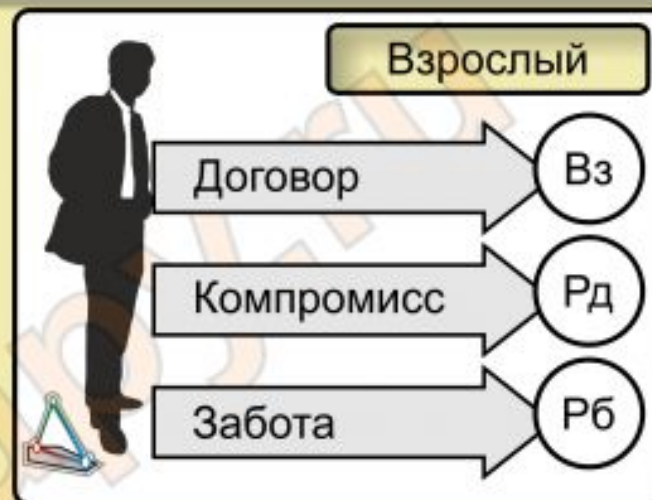 Взрослый
Договор
Вз
Компромисс
Рд
Забота
Рб